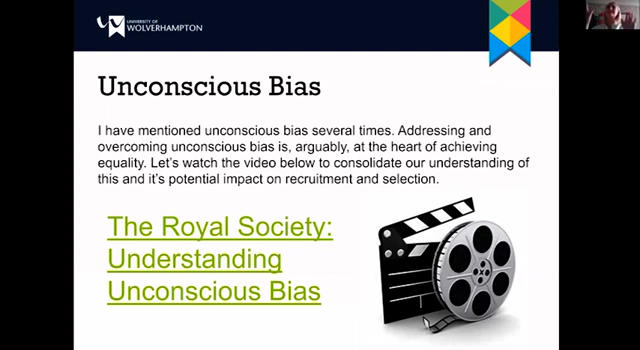 UNIVERSITY OF
WOLVERHAMPTON
Unconscious Bias
I have mentioned unconscious bias several times. Addressing and
overcoming unconscious bias is, arguably, at the heart of achieving
equality. Let's watch the video below to consolidate our understanding of
this and it's potential impact on recruitment and selection.
The Royal Society:
Understanding
Unconscious Bias